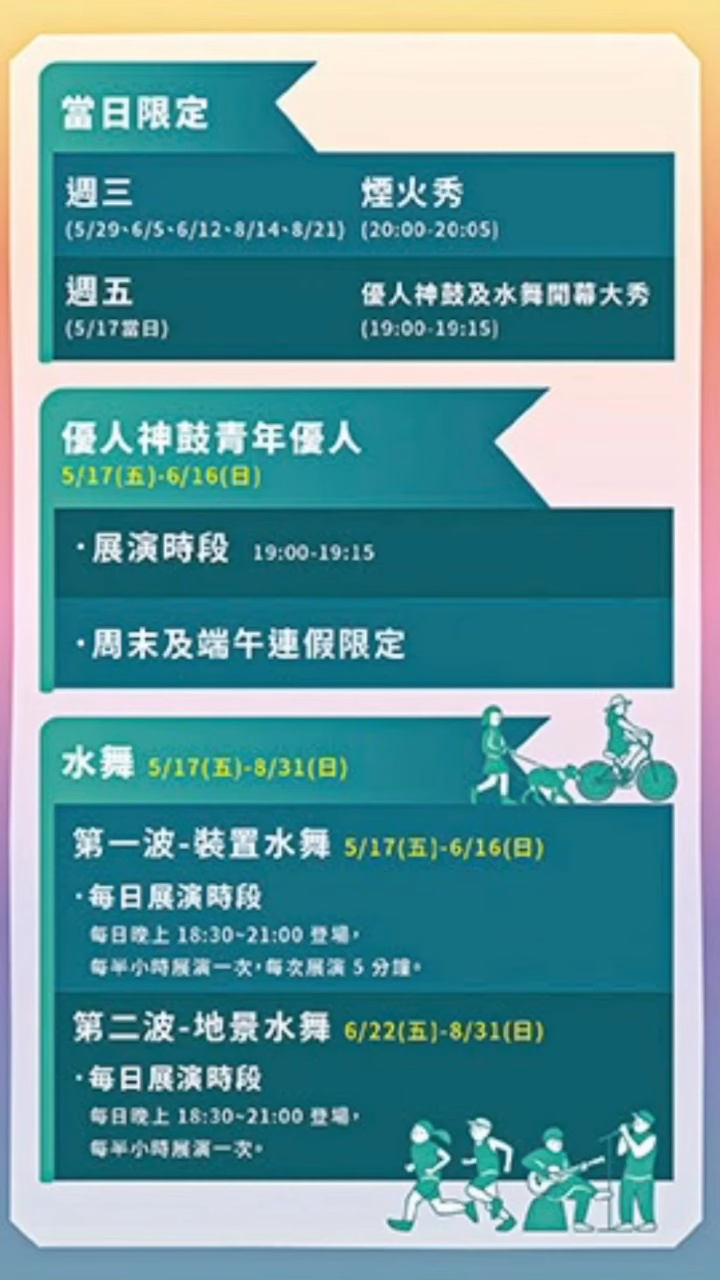 當日限定
週三 煙火秀
(5/29、6/5、6/12、8/14、8/21) (20:00-20:05)
週五 優人神鼓及水舞開幕大秀
(5/17當日) (19:00-19:15)
優人神鼓青年優人
5/17(五)-6/16(日)
·展演時段 19:00-19:15
·周末及端午連假限定
水舞 5/17(五)-8/31(日)
第一波-裝置水舞 5/17(五)-6/16(日)
·每日展演時段
每日晚上 18:30~21:00 登場，
每半小時展演一次，每次展演 5 分鐘。
第二波-地景水舞 6/22(五)-8/31(日)
·每日展演時段
每日晚上 18:30~21:00 登場，
每半小時展演一次。